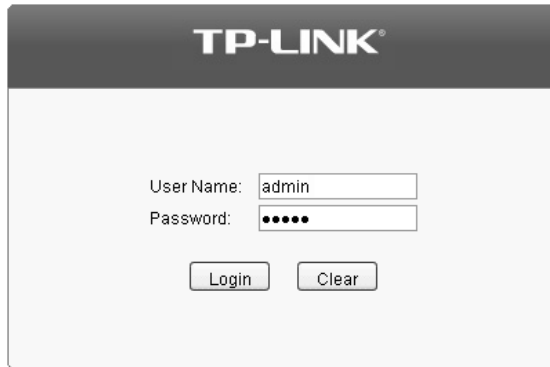 TP-LINK®
User Name: admin
Password: •••••
Login Clear